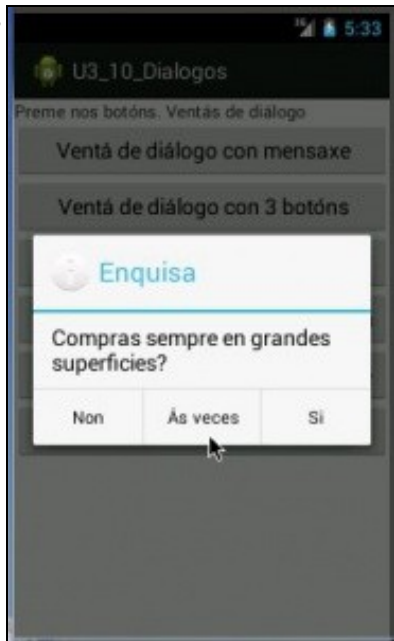 3G 5:33
U3_10_Dialogos
Preme nos botóns. Ventás de diálogo
Ventá de diálogo con mensaxe
Ventá de diálogo con 3 botóns
Enquisa
Compras sempre en grandes
superficies?
Non Ás veces Si